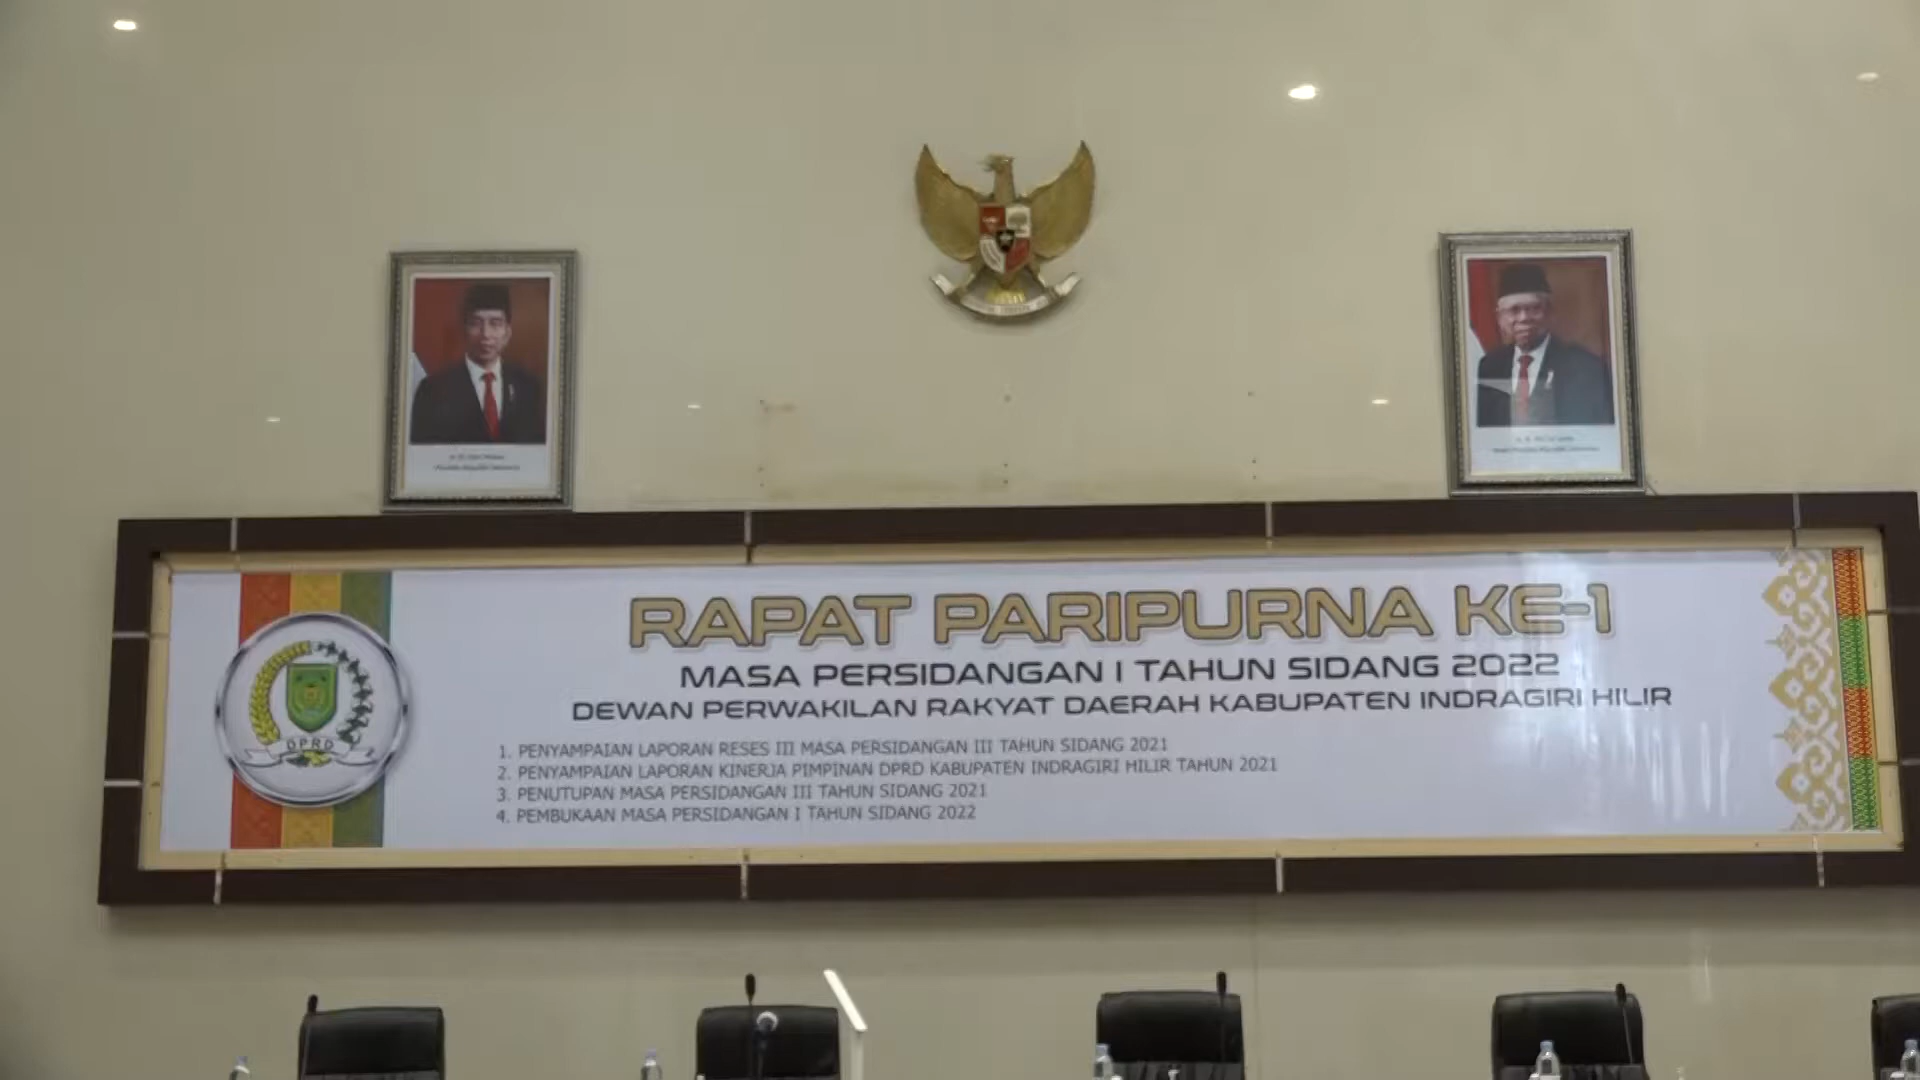 RAPAT PARIPURNA KE-1
MASA PERSIDANGAN I TAHUN SIDANG 2022
DEWAN PERWAKILAN RAKYAT DAERAH KABUPATEN INDRAGIRI HILIR
1. PENYAMPAIAN LAPORAN RESES III MASA PERSIDANGAN III TAHUN SIDANG 2021
2. PENYAMPAIAN LAPORAN KINERJA PIMPINAN DPRD KABUPATEN INDRAGIRI HILIR TAHUN 2021
3. PENUTUPAN MASA PERSIDANGAN III TAHUN SIDANG 2021
4. PEMBUKAAN MASA PERSIDANGAN I TAHUN SIDANG 2022
DPRD